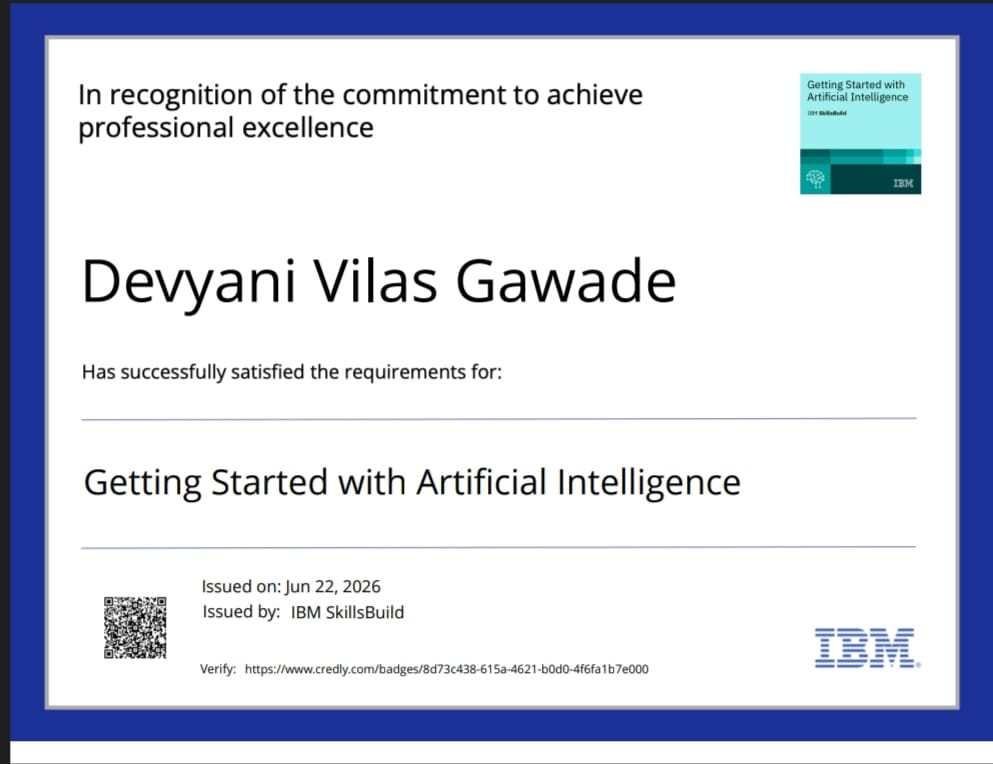 In recognition of the commitment to achieve
professional excellence
Getting Started with
Artificial Intelligence
IBM SkillsBuild
IBM
Devyani Vilas Gawade
Has successfully satisfied the requirements for:
Getting Started with Artificial Intelligence
Issued on: Jun 22, 2026
Issued by: IBM SkillsBuild
Verify: https://www.credly.com/badges/8d73c438-615a-4621-b0d0-4f6fa1b7e000
IBM